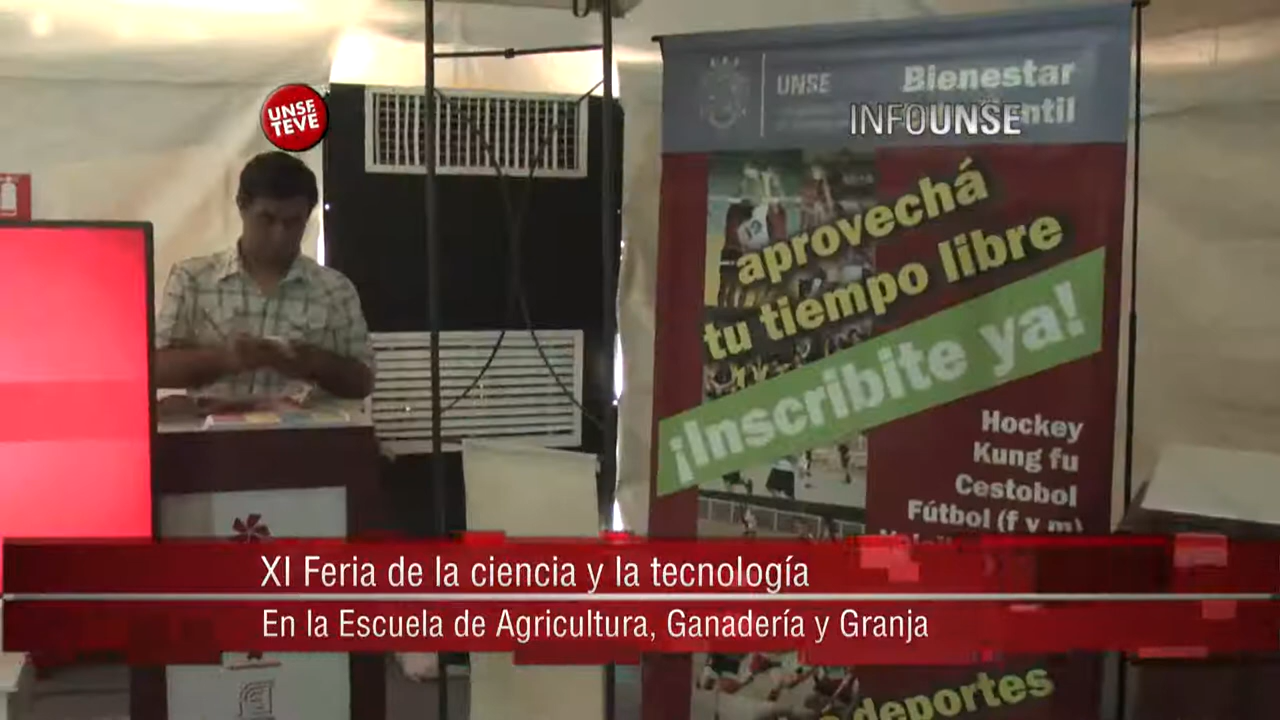 UNSE
TEVE
UNSE
Bienestar
INFOUNSE
aprovechá
tu tiempo libre
¡Inscribite ya!
Hockey
Kung fu
Cestobol
Fútbol (f y m)
XI Feria de la ciencia y la tecnología
En la Escuela de Agricultura, Ganadería y Granja
deportes